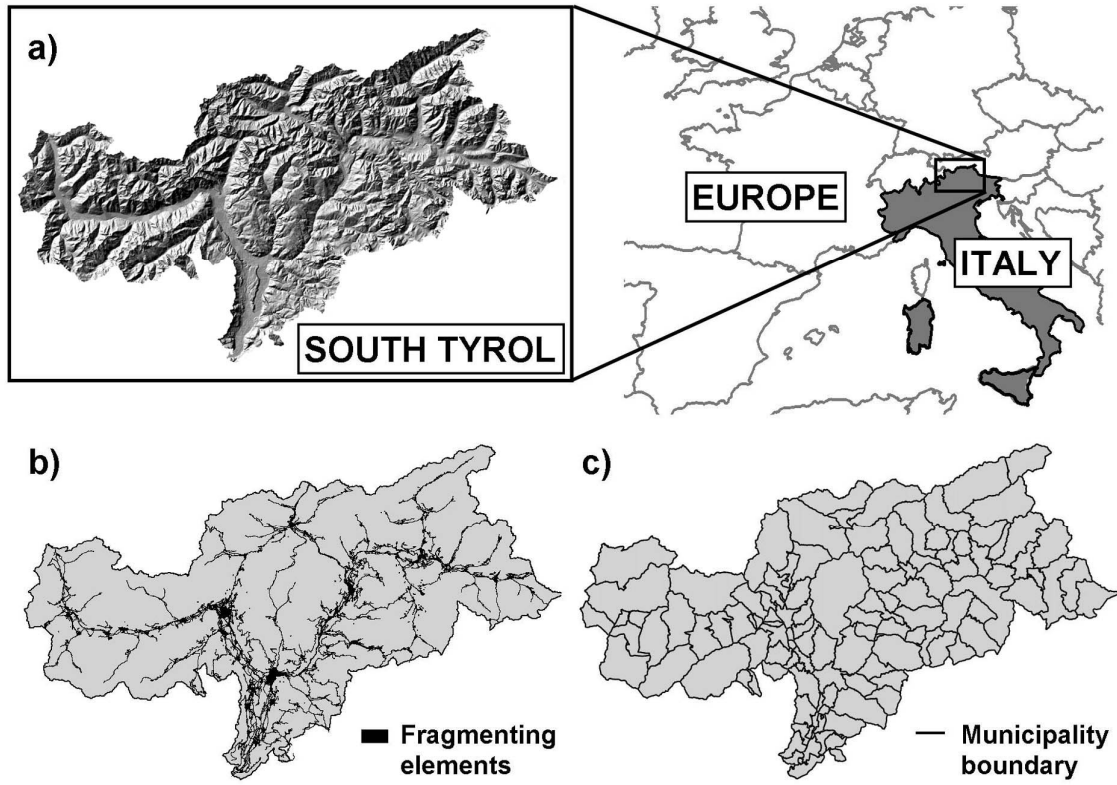 a)
SOUTH TYROL
EUROPE
ITALY
b)
Fragmenting
elements
c)
Municipality
boundary